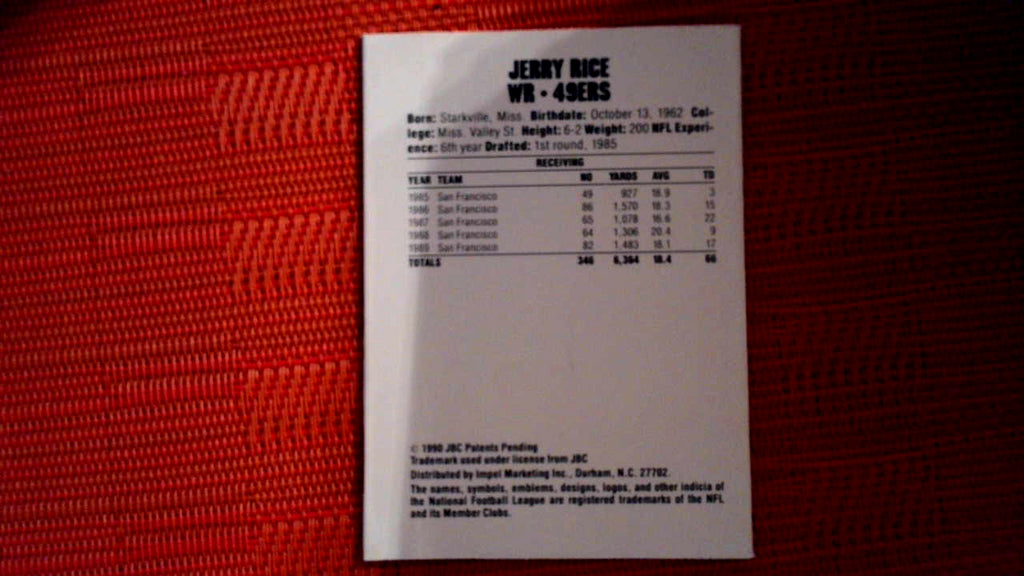 JERRY RICE
WR • 49ERS
Born: Starkville, Miss. Birthdate: October 13, 1962 Col-
lege: Miss. Valley St. Height: 6-2 Weight: 200 NFL Experi-
ence: 6th year Drafted: 1st round, 1985
RECEIVING
YEAR TEAM NO YARDS AVG TD
1985 San Francisco 49 927 18.9 3
1986 San Francisco 86 1,570 18.3 15
1987 San Francisco 65 1,078 16.6 22
1988 San Francisco 64 1,306 20.4 9
1989 San Francisco 82 1,483 18.1 17
TOTALS 346 6,364 18.4 66
© 1990 JBC Patents Pending
Trademark used under license from JBC
Distributed by Impel Marketing Inc., Durham, N.C. 27702.
The names, symbols, emblems, designs, logos, and other indicia of
the National Football League are registered trademarks of the NFL
and its Member Clubs.